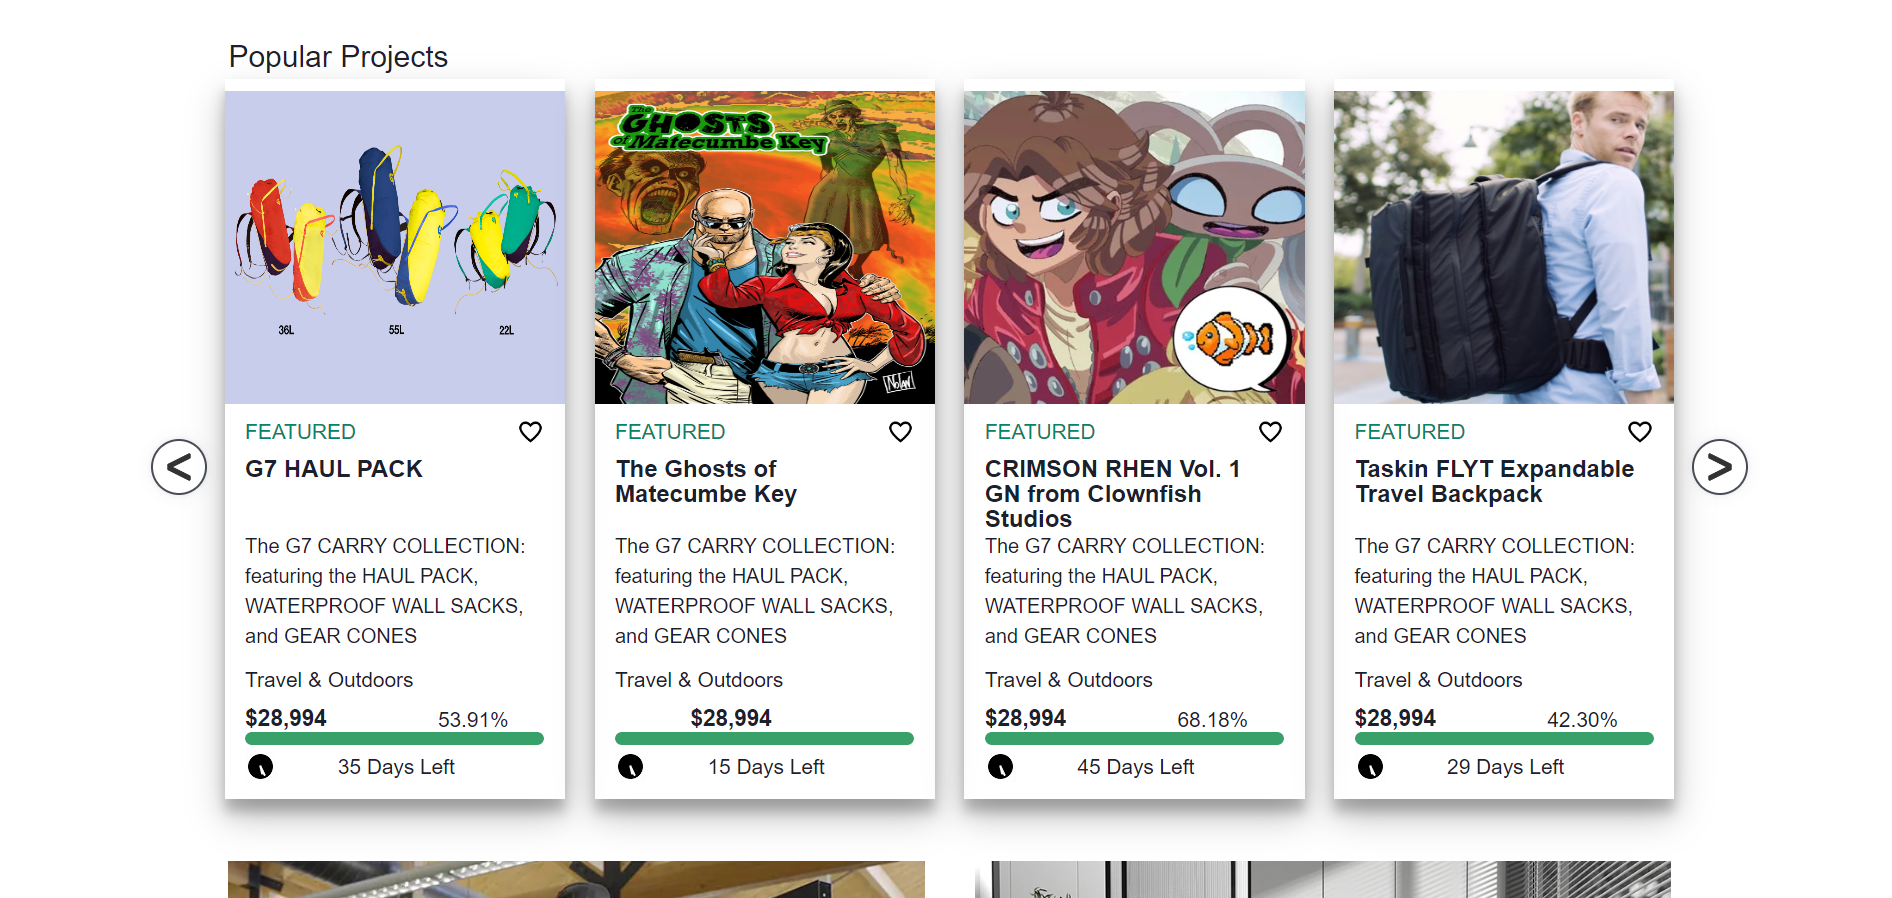 Popular Projects
36L
55L
22L
FEATURED
G7 HAUL PACK
The G7 CARRY COLLECTION:
featuring the HAUL PACK,
WATERPROOF WALL SACKS,
and GEAR CONES
Travel & Outdoors
$28,994 53.91%
35 Days Left
The
GHOSTS
of Matecumbe Key
Nolan
FEATURED
The Ghosts of
Matecumbe Key
The G7 CARRY COLLECTION:
featuring the HAUL PACK,
WATERPROOF WALL SACKS,
and GEAR CONES
Travel & Outdoors
$28,994
15 Days Left
FEATURED
CRIMSON RHEN Vol. 1
GN from Clownfish
Studios
The G7 CARRY COLLECTION:
featuring the HAUL PACK,
WATERPROOF WALL SACKS,
and GEAR CONES
Travel & Outdoors
$28,994 68.18%
45 Days Left
FEATURED
Taskin FLYT Expandable
Travel Backpack
The G7 CARRY COLLECTION:
featuring the HAUL PACK,
WATERPROOF WALL SACKS,
and GEAR CONES
Travel & Outdoors
$28,994 42.30%
29 Days Left